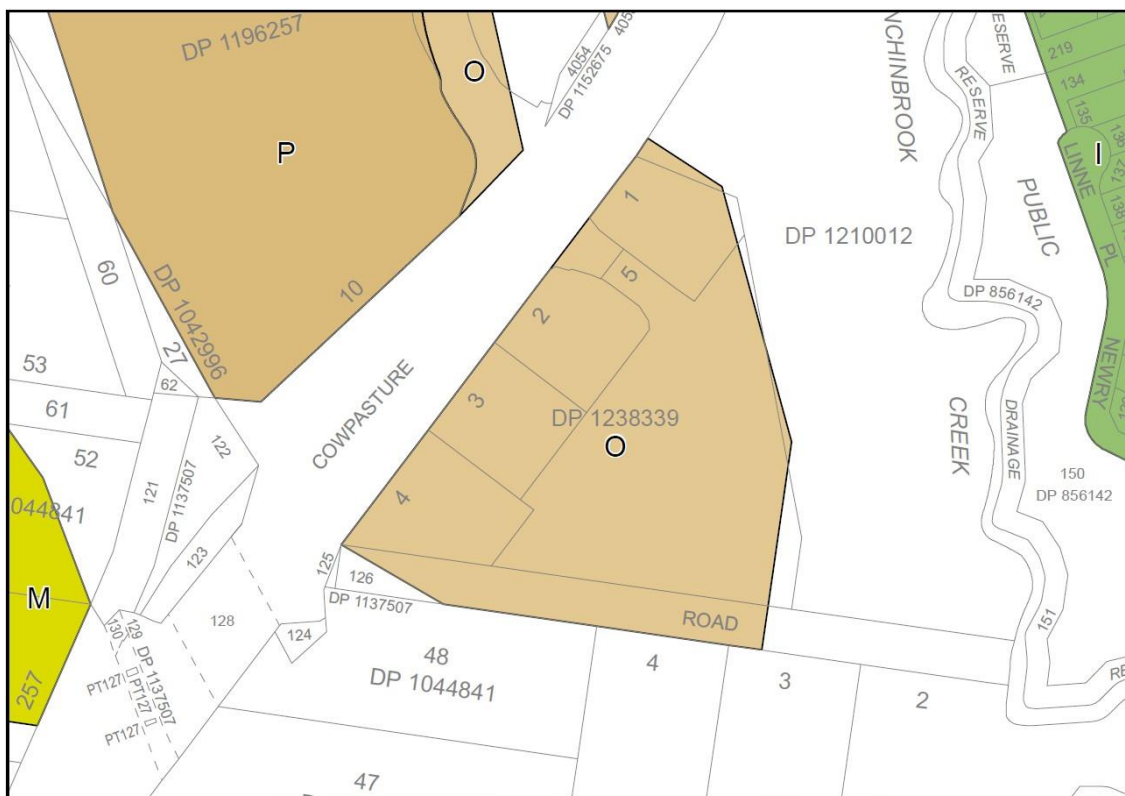 DP 1196257
O
P
4054
DP 1152675
NCHINBROOK
RESERVE
219
134
135
136
137
138
I
LINNE
PL
NEWRY
PUBLIC
DP 1210012
DP 856142
60
DP 1042996
10
1
5
2
3
4
27
53
62
61
52
122
121
DP 1137507
123
COWPASTURE
DP 1238339
O
CREEK
DRAINAGE
150
DP 856142
044841
M
257
125
126
DP 1137507
130
129
DP 1137507
128
124
PT127
PT127
PT127
ROAD
151
48
DP 1044841
4
3
2
47